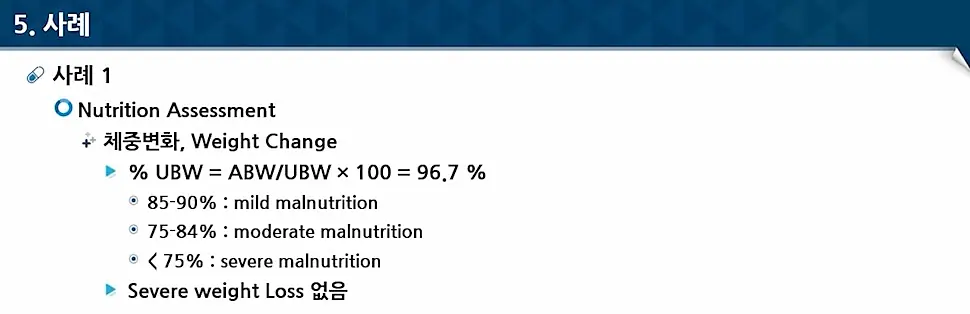 5. 사례
사례 1
Nutrition Assessment
체중변화, Weight Change
% UBW = ABW/UBW × 100 = 96.7 %
85-90% : mild malnutrition
75-84% : moderate malnutrition
< 75% : severe malnutrition
Severe weight Loss 없음